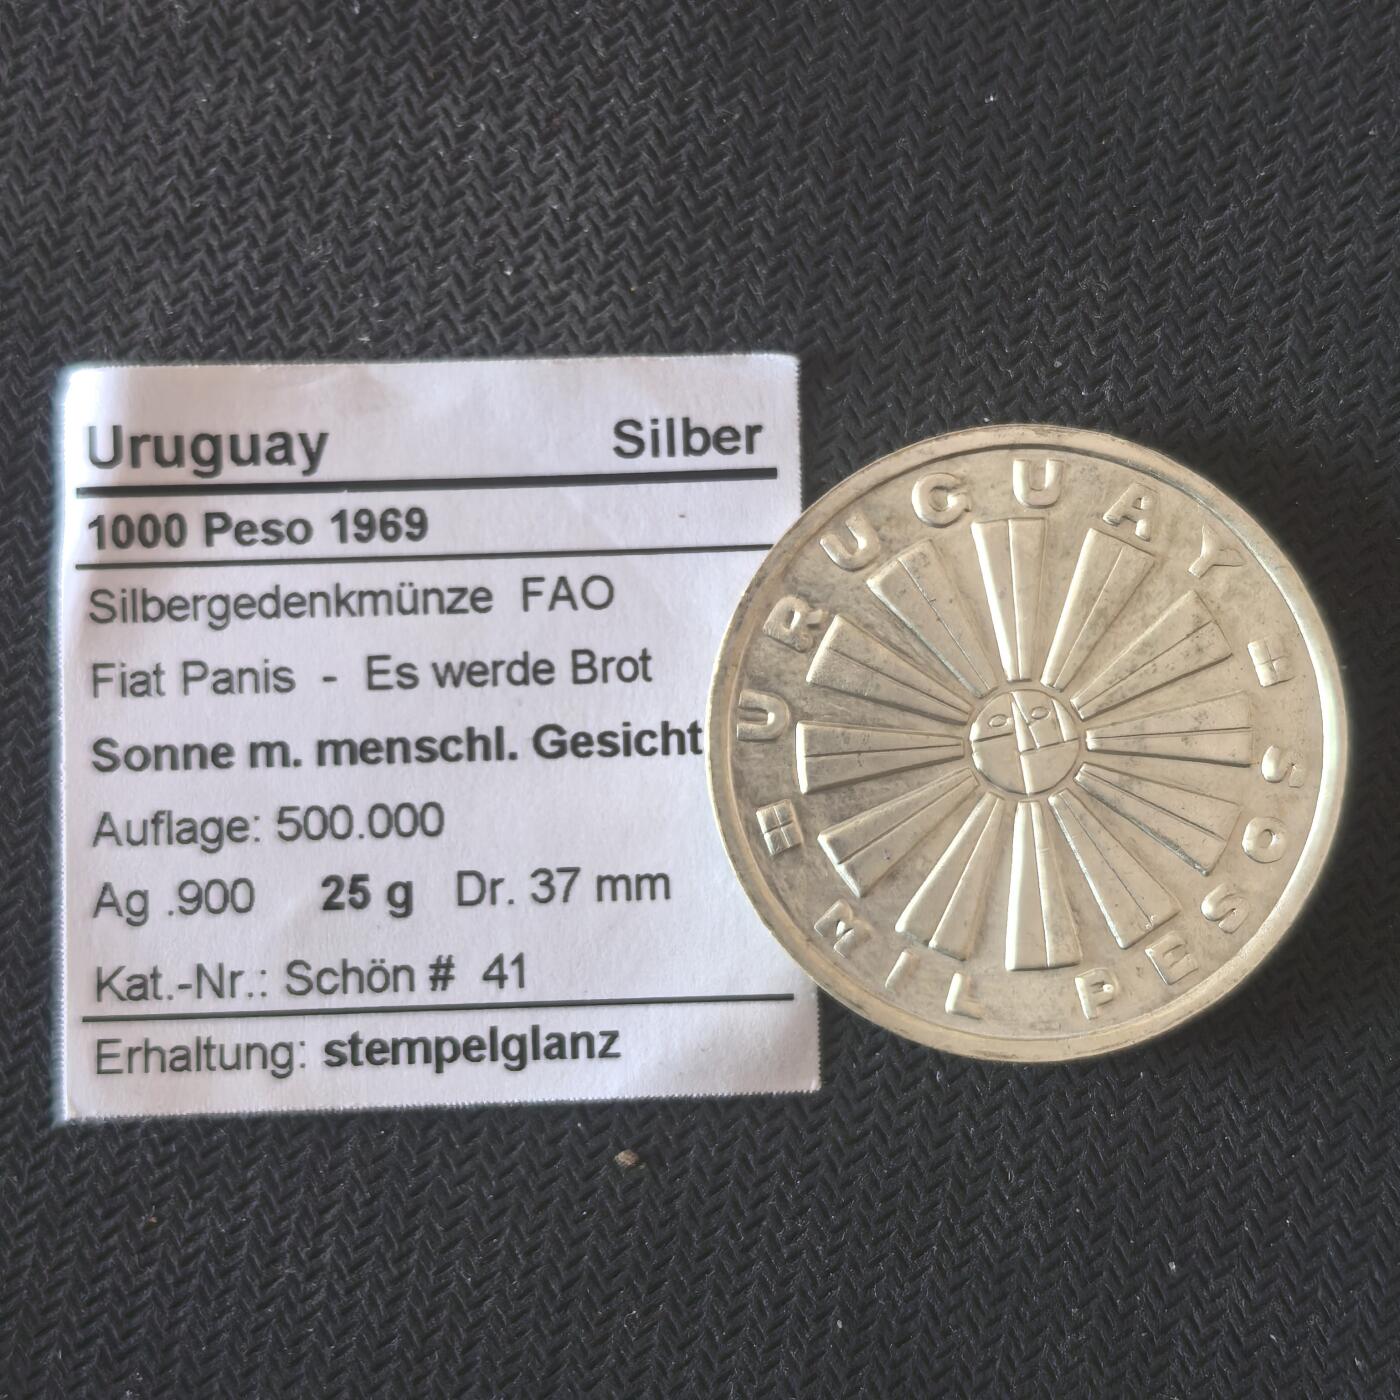 Uruguay Silber
1000 Peso 1969
Silbergedenkmünze FAO
Fiat Panis - Es werde Brot
Sonne m. menschl. Gesicht
Auflage: 500.000
Ag .900 25 g Dr. 37 mm
Kat.-Nr.: Schön # 41
Erhaltung: stempelglanz
URUGUAY
MIL PESOS